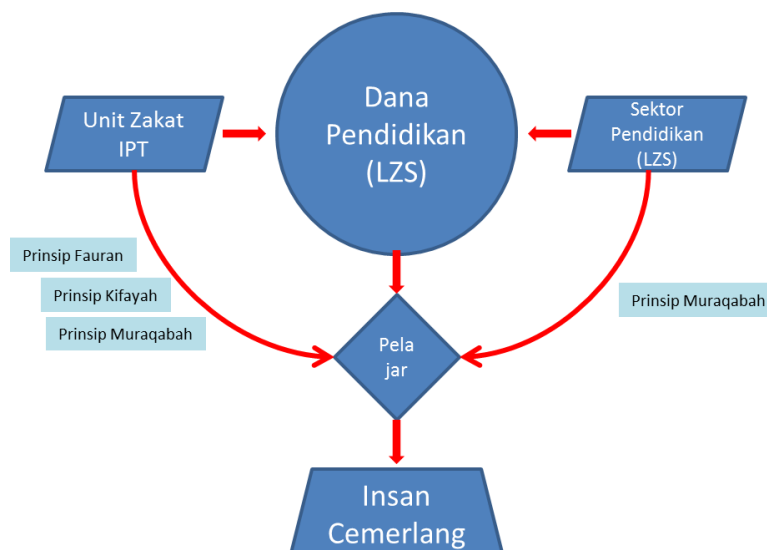 Unit Zakat
IPT
Dana
Pendidikan
(LZS)
Sektor
Pendidikan
(LZS)
Prinsip Fauran
Prinsip Kifayah
Prinsip Muraqabah
Prinsip Muraqabah
Pela
jar
Insan
Cemerlang